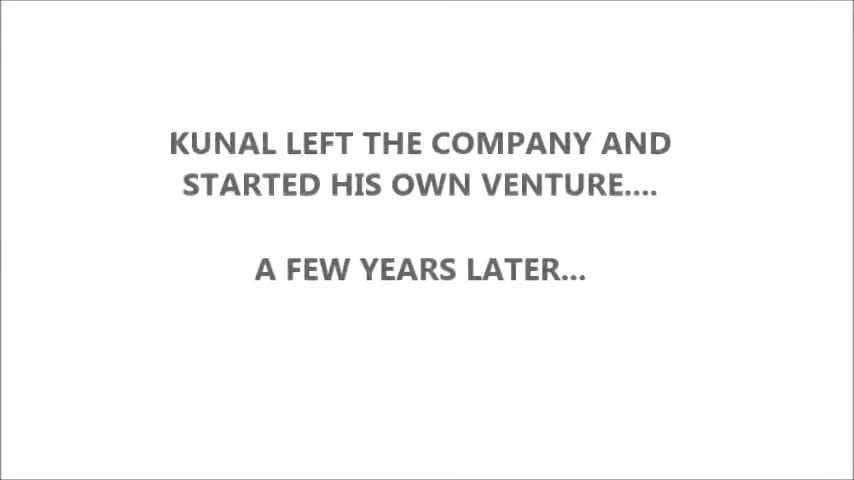 KUNAL LEFT THE COMPANY AND
STARTED HIS OWN VENTURE....
A FEW YEARS LATER...